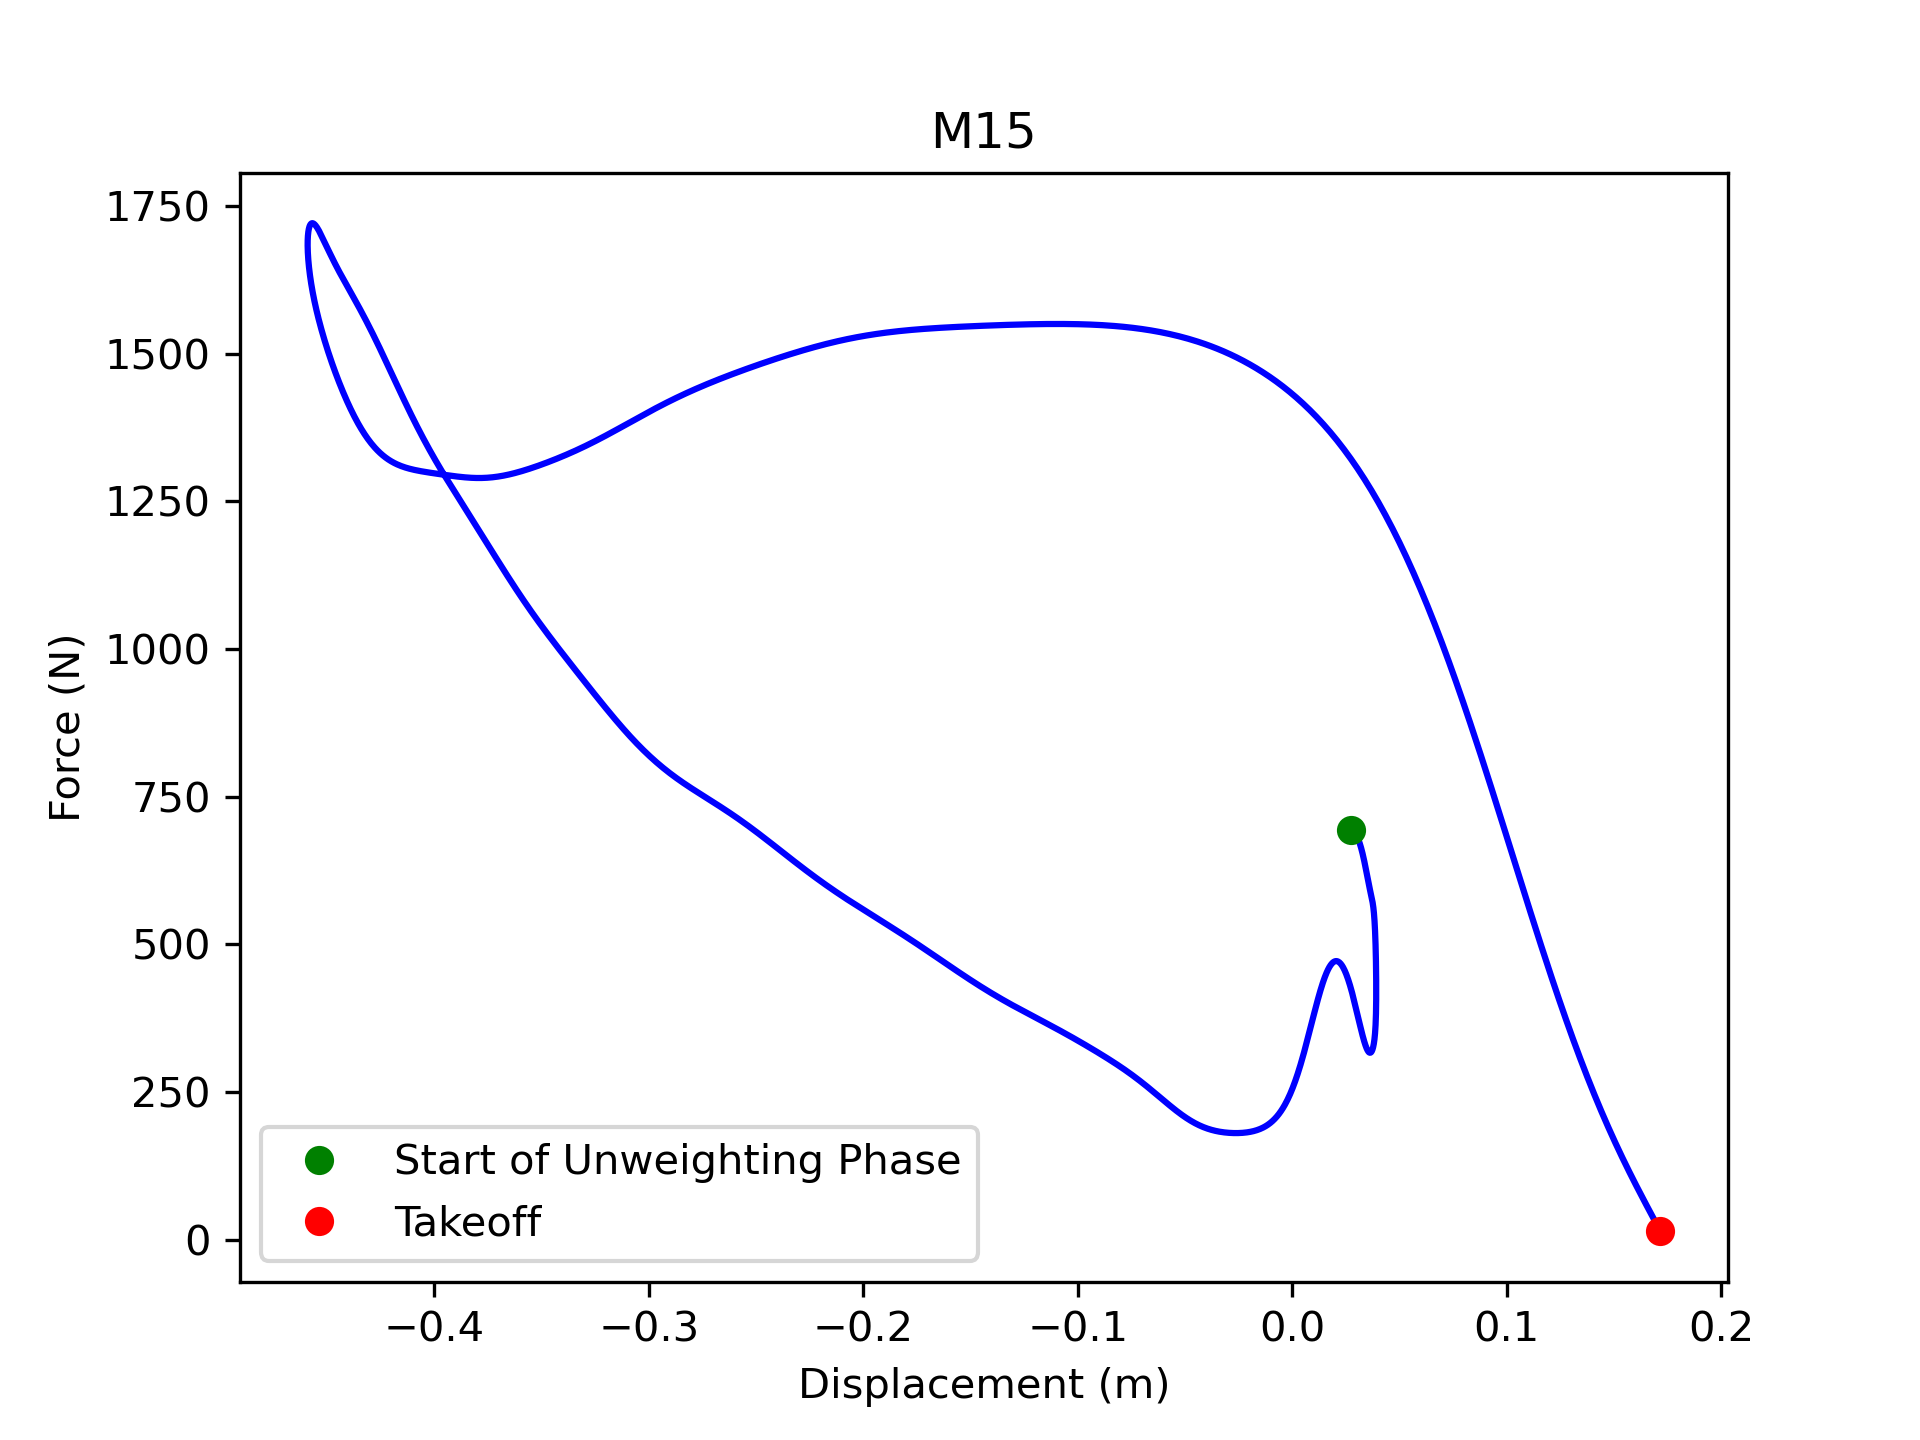 M15
1750
1500
1250
1000
750
500
250
0
Force (N)
Start of Unweighting Phase
Takeoff
−0.4 −0.3 −0.2 −0.1 0.0 0.1 0.2
Displacement (m)